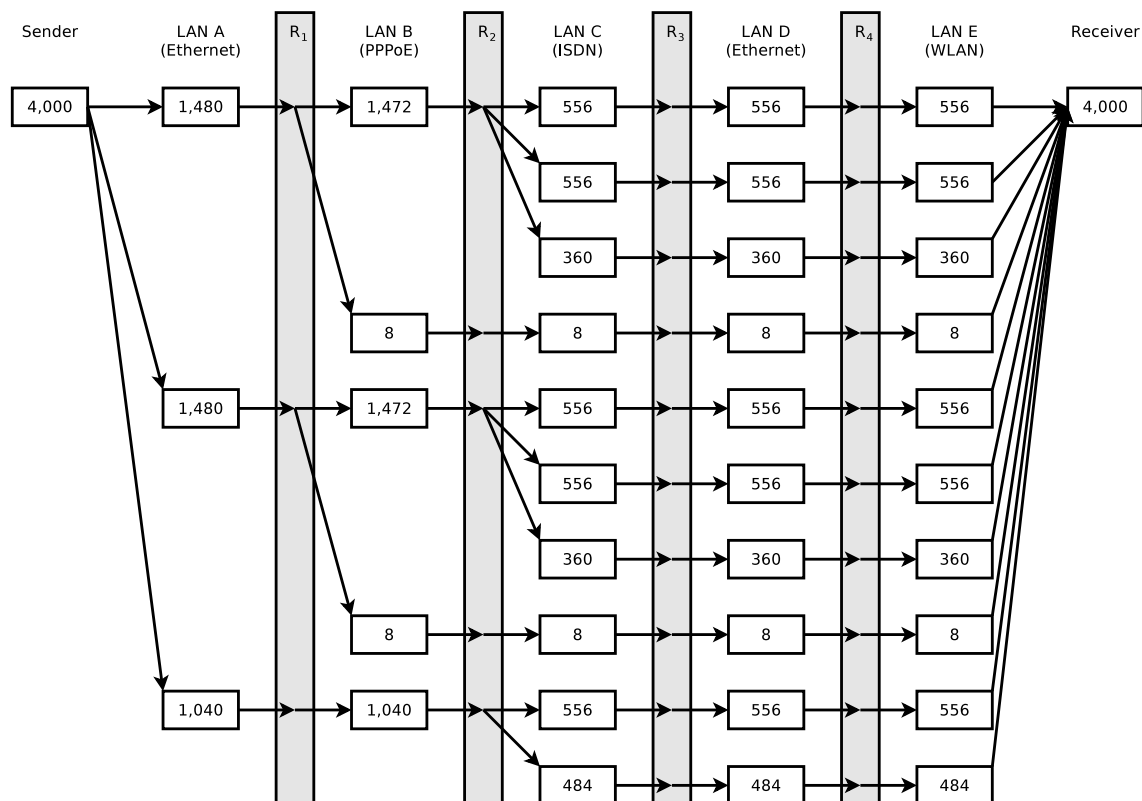 Sender LAN A R1 LAN B R2 LAN C R3 LAN D R4 LAN E Receiver
(Ethernet) (PPPoE) (ISDN) (Ethernet) (WLAN)
4,000 1,480 1,472 556 556 556 4,000
556 556 556
360 360 360
8 8 8 8
1,480 1,472 556 556 556
556 556 556
360 360 360
8 8 8 8
1,040 1,040 556 556 556
484 484 484